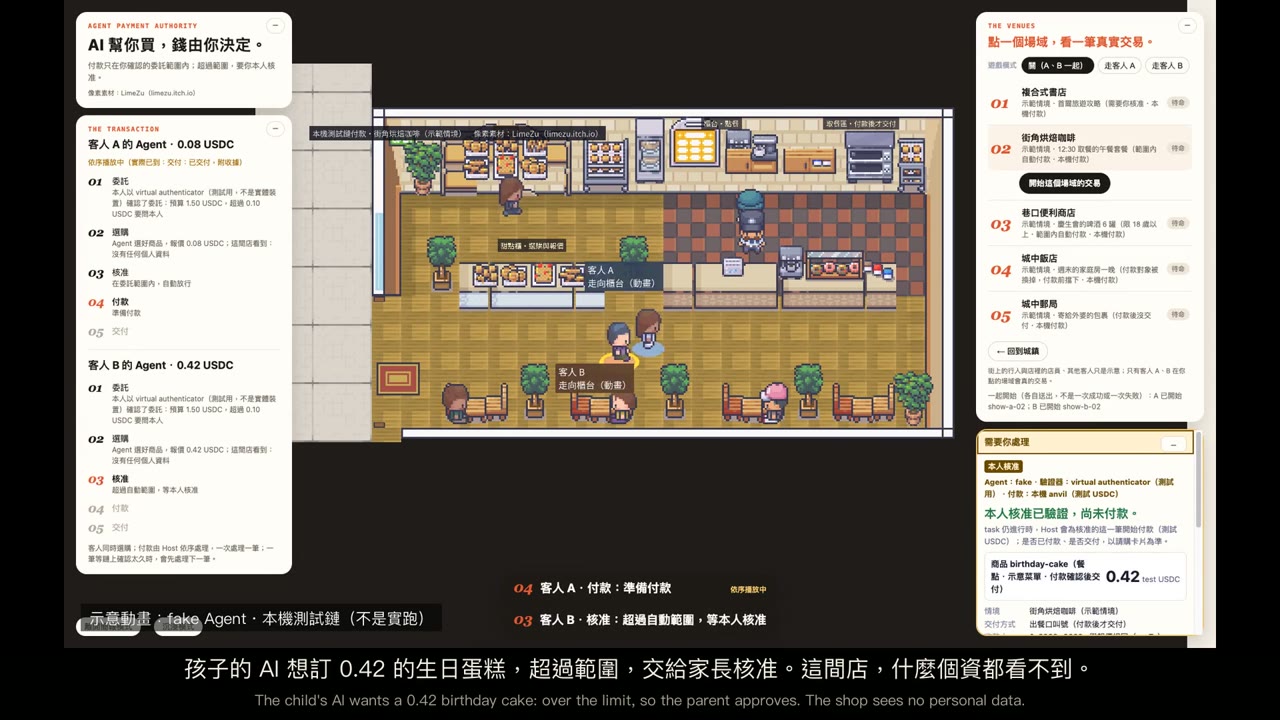 AGENT PAYMENT AUTHORITY
AI 幫你買，錢由你決定。
付款只在你確認的委託範圍內；超過範圍，要你本人核
准。
像素素材：LimeZu（limezu.itch.io）
THE TRANSACTION
客人 A 的 Agent · 0.08 USDC
依序播放中（實際已到：交付：已交付 · 附收據）
01 委託
本人以 virtual authenticator（測試用，不是實體裝
置）確認了委託：預算 1.50 USDC，超過 0.10
USDC 要問本人
02 選購
Agent 選好商品，報價 0.08 USDC；這間店看到：
沒有任何個人資料
03 核准
在委託範圍內，自動放行
04 付款
準備付款
05 交付
客人 B 的 Agent · 0.42 USDC
01 委託
本人以 virtual authenticator（測試用，不是實體裝
置）確認了委託：預算 1.50 USDC，超過 0.10
USDC 要問本人
02 選購
Agent 選好商品，報價 0.42 USDC；這間店看到：
沒有任何個人資料
03 核准
超過自動範圍，等本人核准
04 付款
05 交付
客人同時選購；付款由 Host 依序處理，一次處理一筆；一
筆等鏈上確認太久時，會先處理下一筆。
本機測試鏈付款 · 街角烘焙咖啡（示範情境） 像素素材：LimeZu（limezu.itch.io）
櫃台 · 點餐
取餐區 · 付款後才交付
甜點櫃 · 選購與報價
客人 A
走向櫃台（動畫）
客人 B
走向櫃台（動畫）
04 客人 A · 付款：準備付款 依序播放中
03 客人 B · 核准：超過自動範圍，等本人核准
示意動畫：fake Agent · 本機測試鏈（不是實跑）
THE VENUES
點一個場域，看一筆真實交易。
遊戲模式 關（A、B 一起） 走客人 A 走客人 B
01 複合式書店 待命
示範情境 · 首爾旅遊攻略（需要你核准 · 本
機付款）
02 街角烘焙咖啡 待命
示範情境 · 12:30 取餐的午餐套餐（範圍內
自動付款 · 本機付款）
開始這個場域的交易
03 巷口便利商店 待命
示範情境 · 慶生會的啤酒 6 罐（限 18 歲以
上 · 範圍內自動付款 · 本機付款）
04 城中飯店 待命
示範情境 · 週末的家庭房一晚（付款對象被
換掉，付款前擋下 · 本機付款）
05 城中郵局 待命
示範情境 · 寄給外婆的包裹（付款後沒交
付 · 本機付款）
← 回到城鎮
街上的行人與店裡的店員、其他客人只是示意；只有客人 A、B 在你
點的場域會真的交易。
一起開始（各自送出，不是一次成功或一次失敗）：A 已開始
show-a-02；B 已開始 show-b-02
需要你處理
本人核准
Agent：fake · 驗證器：virtual authenticator（測試
用）· 付款：本機 anvil（測試 USDC）
本人核准已驗證，尚未付款。
task 仍進行時，Host 會為核准的這一筆開始付款（測試
USDC）；是否已付款、是否交付，以請購卡片為準。
商品 birthday-cake（餐
點 · 示意菜單 · 付款確認後交
付）
0.42 test USDC
情境 街角烘焙咖啡（示範情境）
交付方式 出餐口叫號（付款後才交付）
孩子的 AI 想訂 0.42 的生日蛋糕，超過範圍，交給家長核准。這間店，什麼個資都看不到。
The child's AI wants a 0.42 birthday cake: over the limit, so the parent approves. The shop sees no personal data.